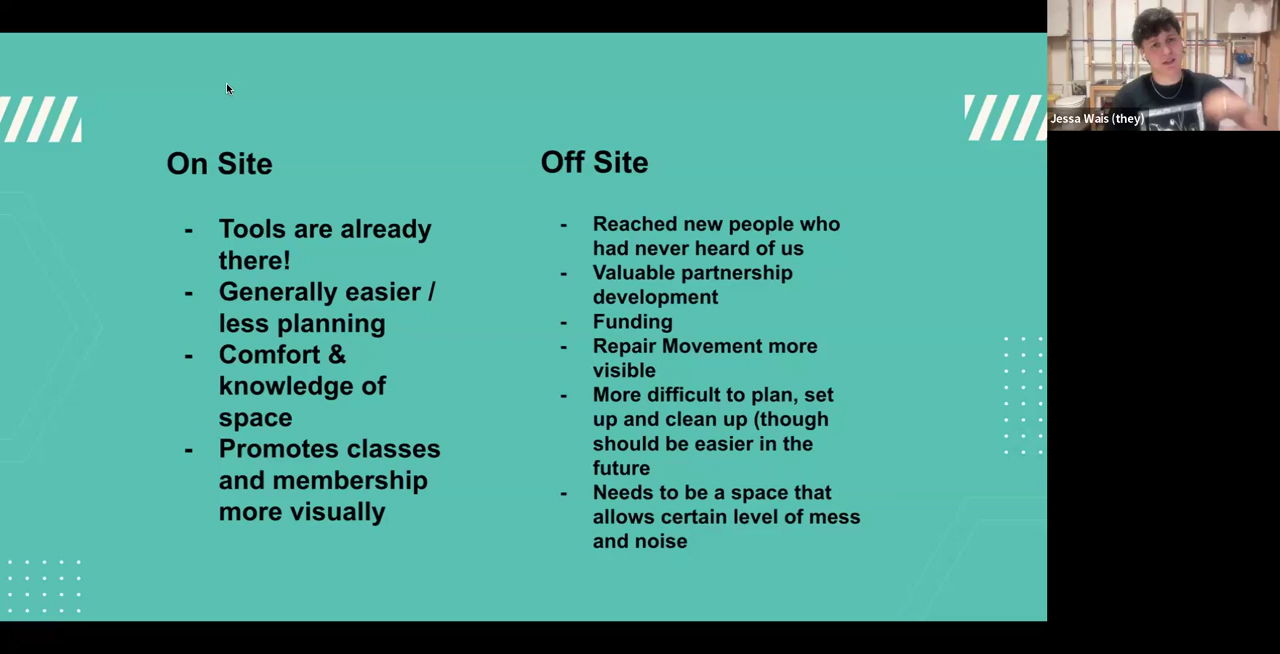 On Site
- Tools are already
there!
- Generally easier /
less planning
- Comfort &
knowledge of
space
- Promotes classes
and membership
more visually
Off Site
- Reached new people who
had never heard of us
- Valuable partnership
development
- Funding
- Repair Movement more
visible
- More difficult to plan, set
up and clean up (though
should be easier in the
future
- Needs to be a space that
allows certain level of mess
and noise
Jessa Wais (they)